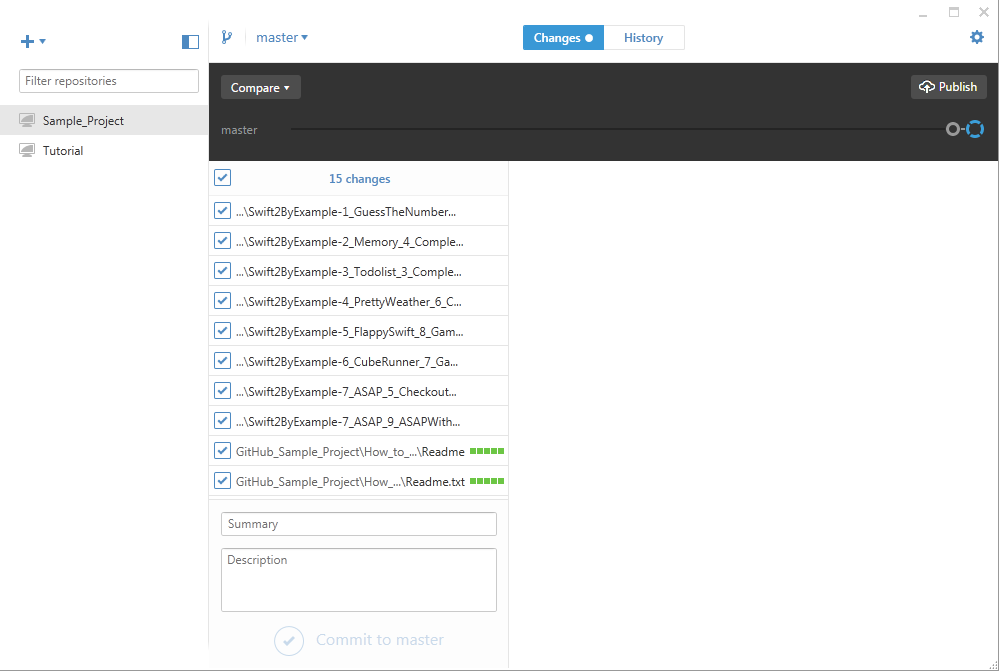 master
Changes
History
Filter repositories
Compare
Publish
Sample_Project
master
Tutorial
15 changes
...\Swift2ByExample-1_GuessTheNumber...
...\Swift2ByExample-2_Memory_4_Comple...
...\Swift2ByExample-3_Todolist_3_Comple...
...\Swift2ByExample-4_PrettyWeather_6_C...
...\Swift2ByExample-5_FlappySwift_8_Gam...
...\Swift2ByExample-6_CubeRunner_7_Ga...
...\Swift2ByExample-7_ASAP_5_Checkout...
...\Swift2ByExample-7_ASAP_9_ASAPWith...
GitHub_Sample_Project\How_to_...\Readme
GitHub_Sample_Project\How_...\Readme.txt
Summary
Description
Commit to master